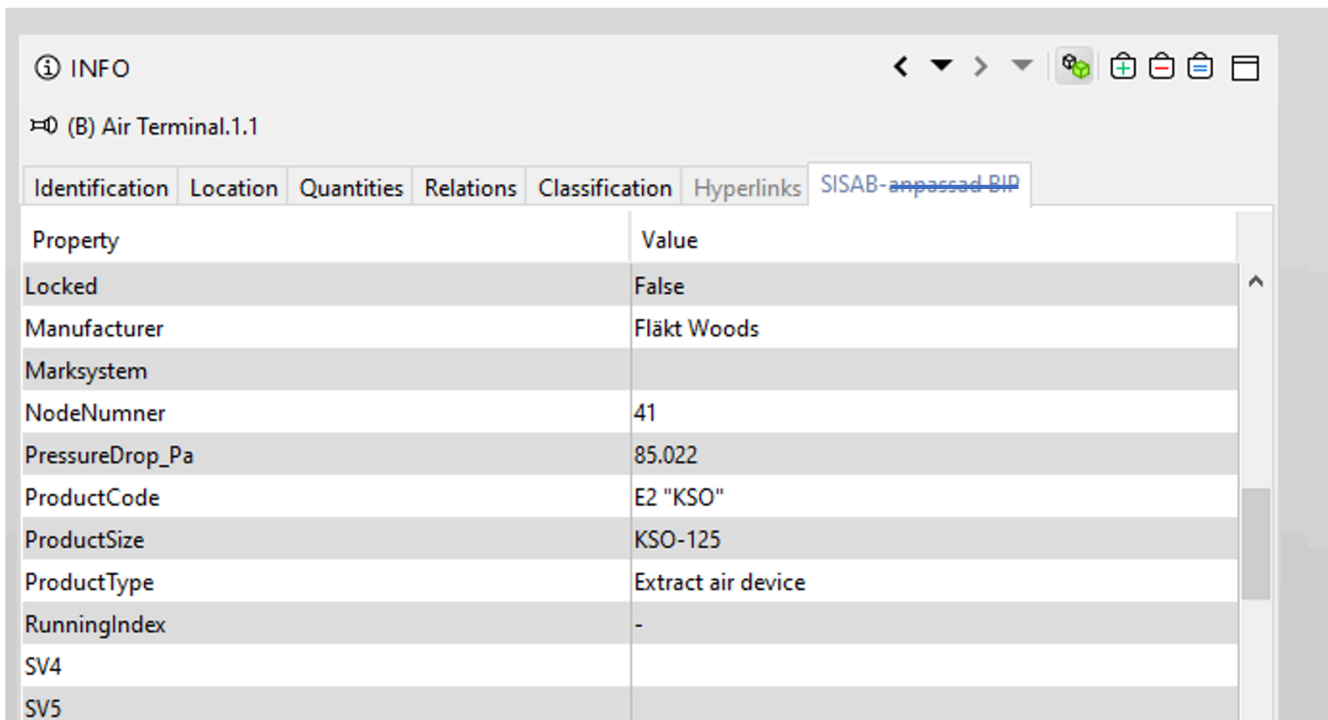 INFO
(B) Air Terminal.1.1
Identification Location Quantities Relations Classification Hyperlinks SISAB-anpassad BIP
Property Value
Locked False
Manufacturer Fläkt Woods
Marksystem
NodeNumner 41
PressureDrop_Pa 85.022
ProductCode E2 "KSO"
ProductSize KSO-125
ProductType Extract air device
RunningIndex -
SV4
SV5